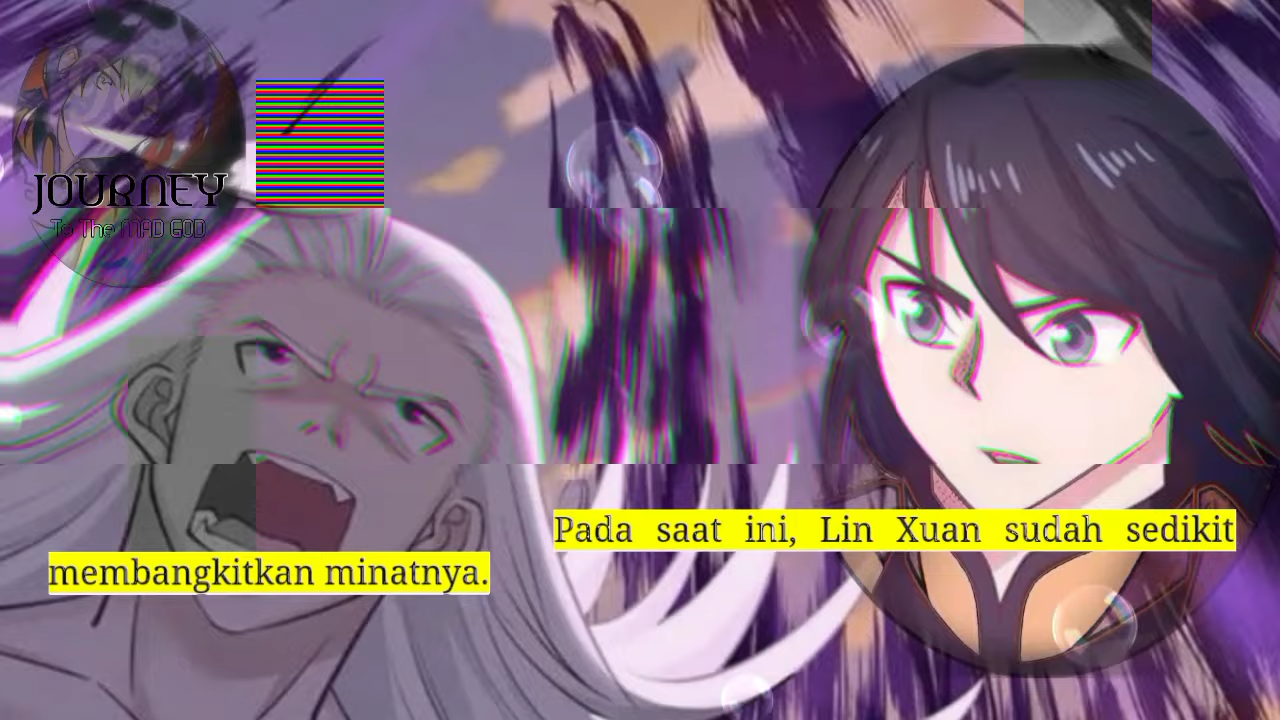 JOURNEY
To The MAD GOD
Pada saat ini, Lin Xuan sudah sedikit
membangkitkan minatnya.